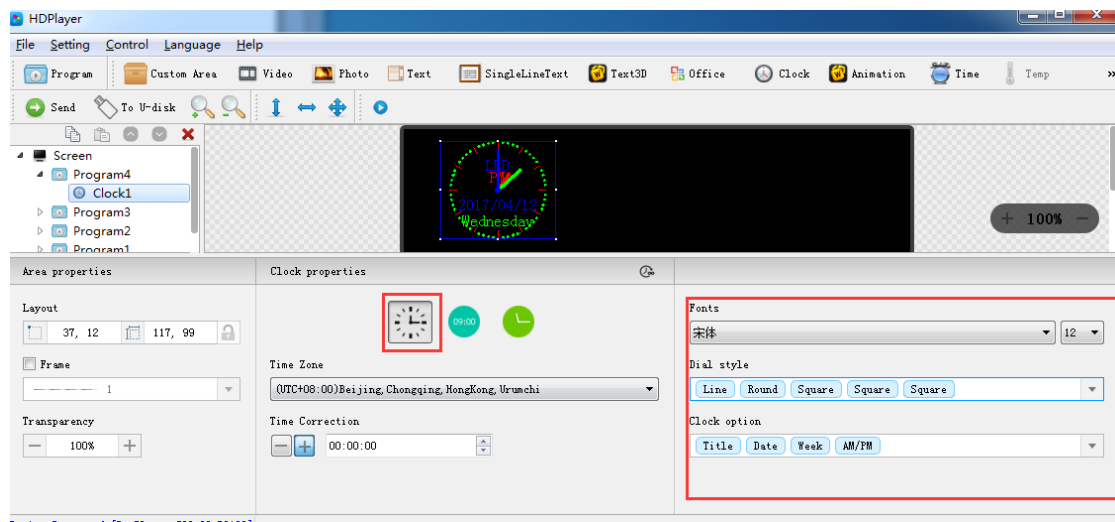 HDPlayer
File Setting Control Language Help
Program Custom Area Video Photo Text SingleLineText Text3D Office Clock Animation Time Temp »
Send To U-disk
Screen
Program4
Clock1
Program3
Program2
Program1
LED
PM
2017/04/12
Wednesday
+ 100% −
Area properties
Clock properties
Layout
37, 12 117, 99
Frame
1
Transparency
— 100% +
09:00
Time Zone
(UTC+08:00)Beijing,Chongqing,HongKong,Urumchi
Time Correction
— + 00:00:00
Fonts
宋体 12
Dial style
Line Round Square Square Square
Clock option
Title Date Week AM/PM